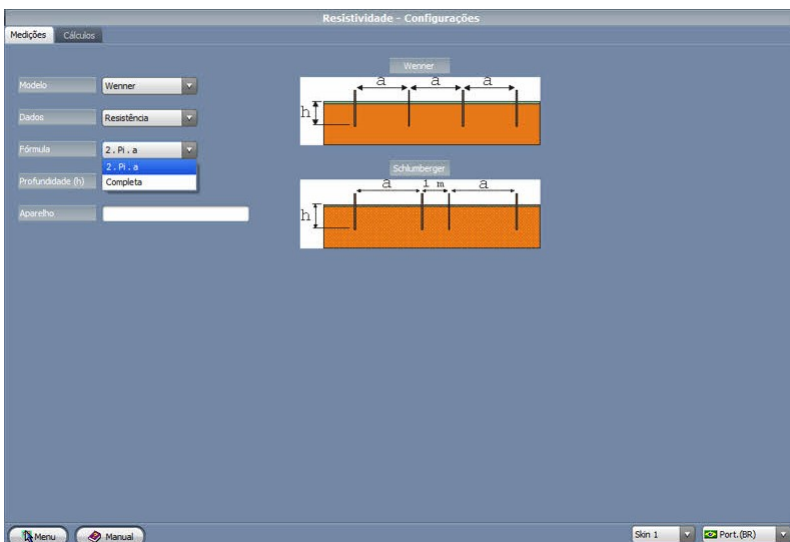 Resistividade - Configurações
Medições Cálculos
Modelo Wenner
Dados Resistência
Fórmula 2 . Pi . a
2 . Pi . a
Completa
Profundidade (h)
Aparelho
Wenner
a a a
h
Schlumberger
a 1 m a
h
Menu Manual Skin 1 Port.(BR)